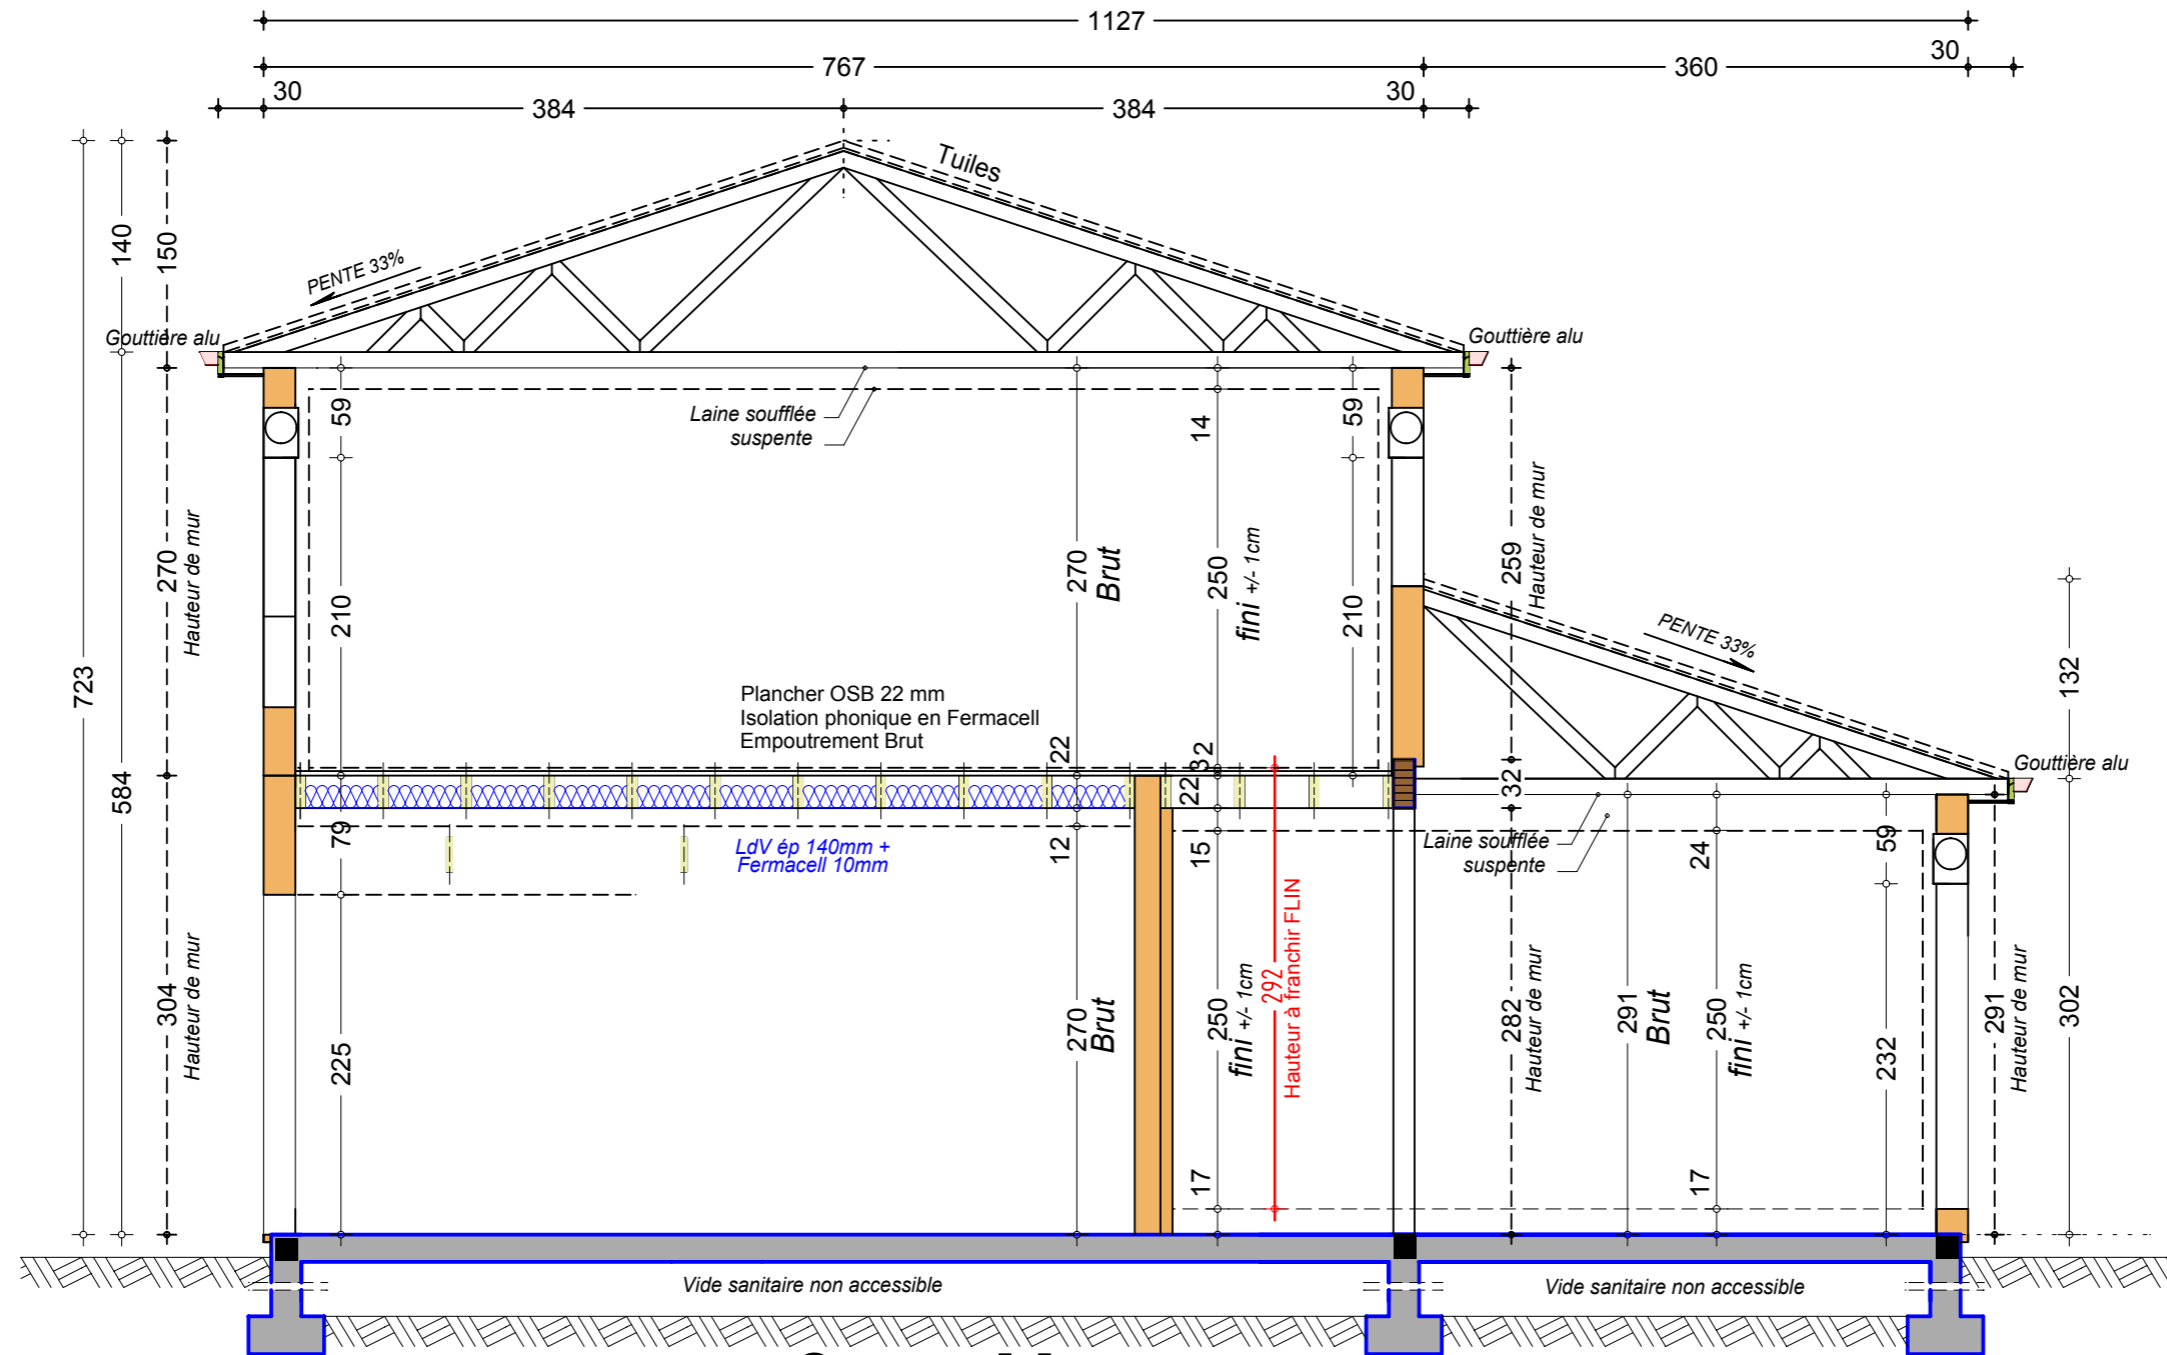 1127
767
360
30
30
384
384
30
Tuiles
140
150
PENTE 33%
Gouttière alu
Gouttière alu
59
Laine soufflée
suspente
14
59
270
Hauteur de mur
210
270
Brut
250
fini +/- 1cm
210
259
Hauteur de mur
PENTE 33%
132
723
584
Plancher OSB 22 mm
Isolation phonique en Fermacell
Empoutrement Brut
22
32
22
32
Gouttière alu
79
LdV ép 140mm +
Fermacell 10mm
12
15
Laine soufflée
suspente
24
59
304
Hauteur de mur
225
270
Brut
250
fini +/- 1cm
292
Hauteur à franchir FLIN
282
Hauteur de mur
291
Brut
250
fini +/- 1cm
232
291
Hauteur de mur
302
17
17
Vide sanitaire non accessible
Vide sanitaire non accessible